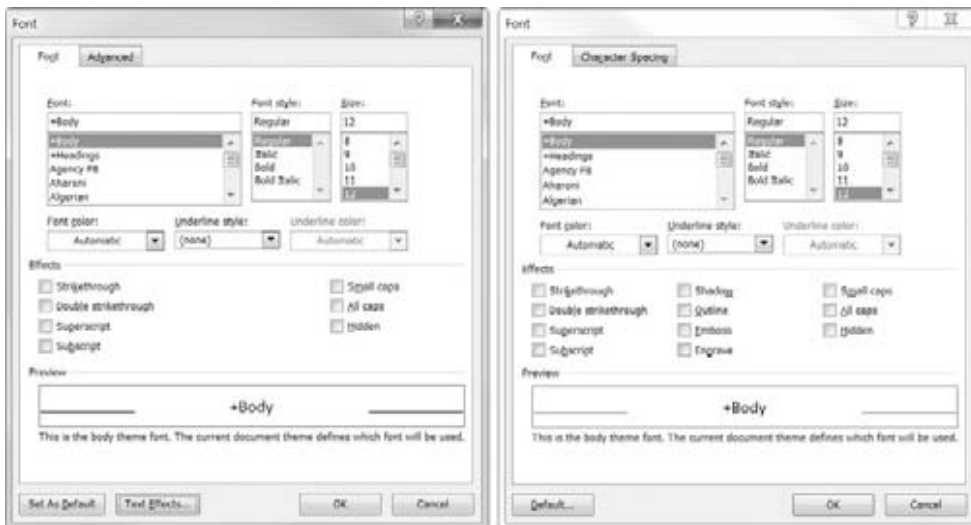 Font
Font Advanced
Font: Font style: Size:
+Body Regular 12
+Body Regular 8
+Headings Italic 9
Agency FB Bold 10
Aharoni Bold Italic 11
Algerian 12
Font color: Underline style: Underline color:
Automatic (none) Automatic
Effects
Strikethrough Small caps
Double strikethrough All caps
Superscript Hidden
Subscript
Preview
+Body
This is the body theme font. The current document theme defines which font will be used.
Set As Default Text Effects... OK Cancel
Font
Font Character Spacing
Font: Font style: Size:
+Body Regular 12
+Body Regular 8
+Headings Italic 9
Agency FB Bold 10
Aharoni Bold Italic 11
Algerian 12
Font color: Underline style: Underline color:
Automatic (none) Automatic
Effects
Strikethrough Shadow Small caps
Double strikethrough Outline All caps
Superscript Emboss Hidden
Subscript Engrave
Preview
+Body
This is the body theme font. The current document theme defines which font will be used.
Default... OK Cancel